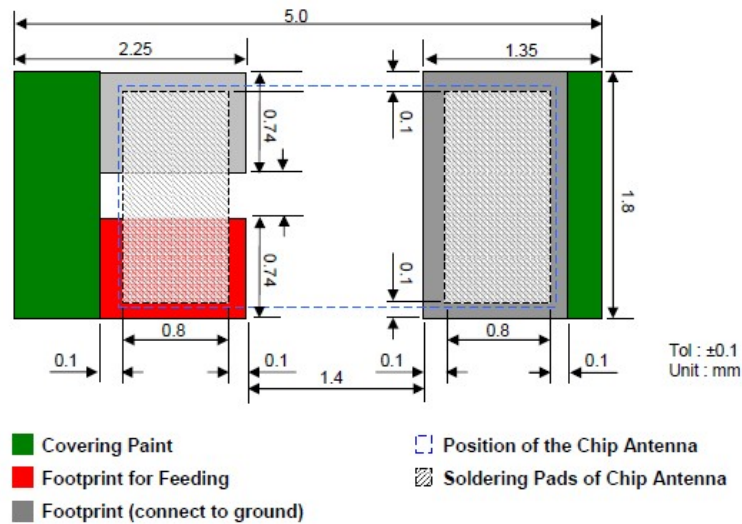 5.0
2.25
1.35
0.74
0.1
1.8
0.74
0.1
0.8
0.8
0.1
0.1
0.1
0.1
1.4
Tol : ±0.1
Unit : mm
Covering Paint
Position of the Chip Antenna
Footprint for Feeding
Soldering Pads of Chip Antenna
Footprint (connect to ground)